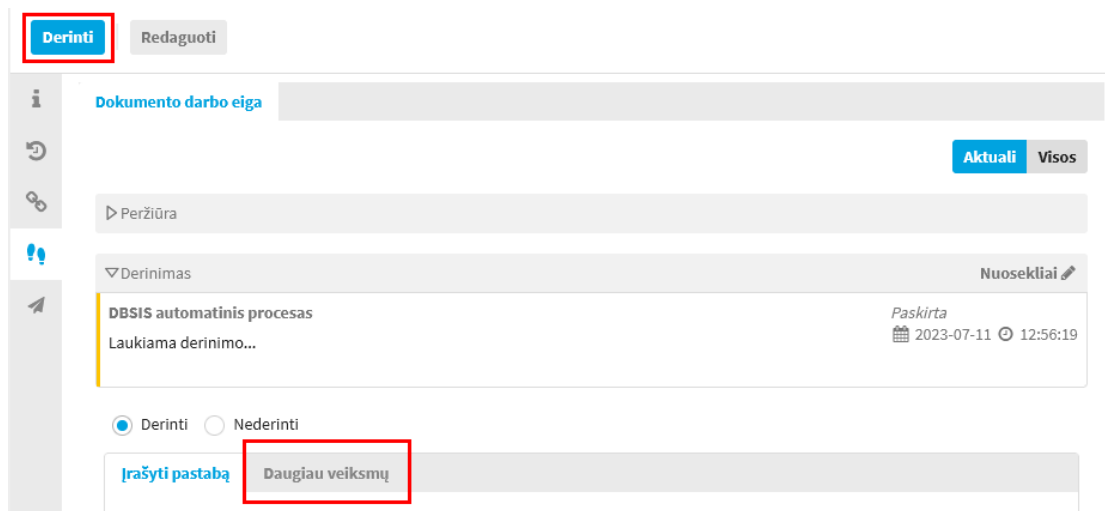 Derinti Redaguoti
Dokumento darbo eiga
Aktuali Visos
Peržiūra
Derinimas Nuosekliai
DBSIS automatinis procesas Paskirta
Laukiama derinimo... 2023-07-11 12:56:19
Derinti Nederinti
Įrašyti pastabą Daugiau veiksmų